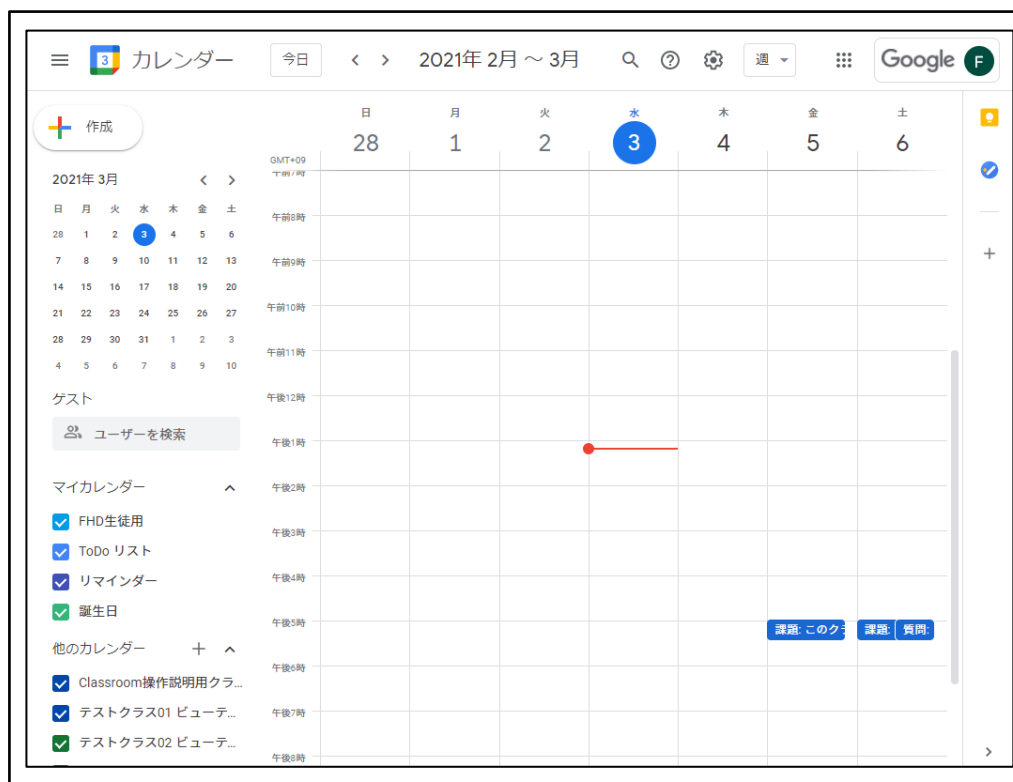 3 カレンダー 今日 2021年 2月 ～ 3月 週 Google F
作成
日 月 火 水 木 金 土
28 1 2 3 4 5 6
GMT+09
2021年 3月
日 月 火 水 木 金 土
28 1 2 3 4 5 6
7 8 9 10 11 12 13
14 15 16 17 18 19 20
21 22 23 24 25 26 27
28 29 30 31 1 2 3
4 5 6 7 8 9 10
ゲスト
ユーザーを検索
マイカレンダー
FHD生徒用
ToDo リスト
リマインダー
誕生日
他のカレンダー
Classroom操作説明用クラ...
テストクラス01 ビューテ...
テストクラス02 ビューテ...
午前7時
午前8時
午前9時
午前10時
午前11時
午後12時
午後1時
午後2時
午後3時
午後4時
午後5時
課題: このクラ 課題: 質問:
午後6時
午後7時
午後8時